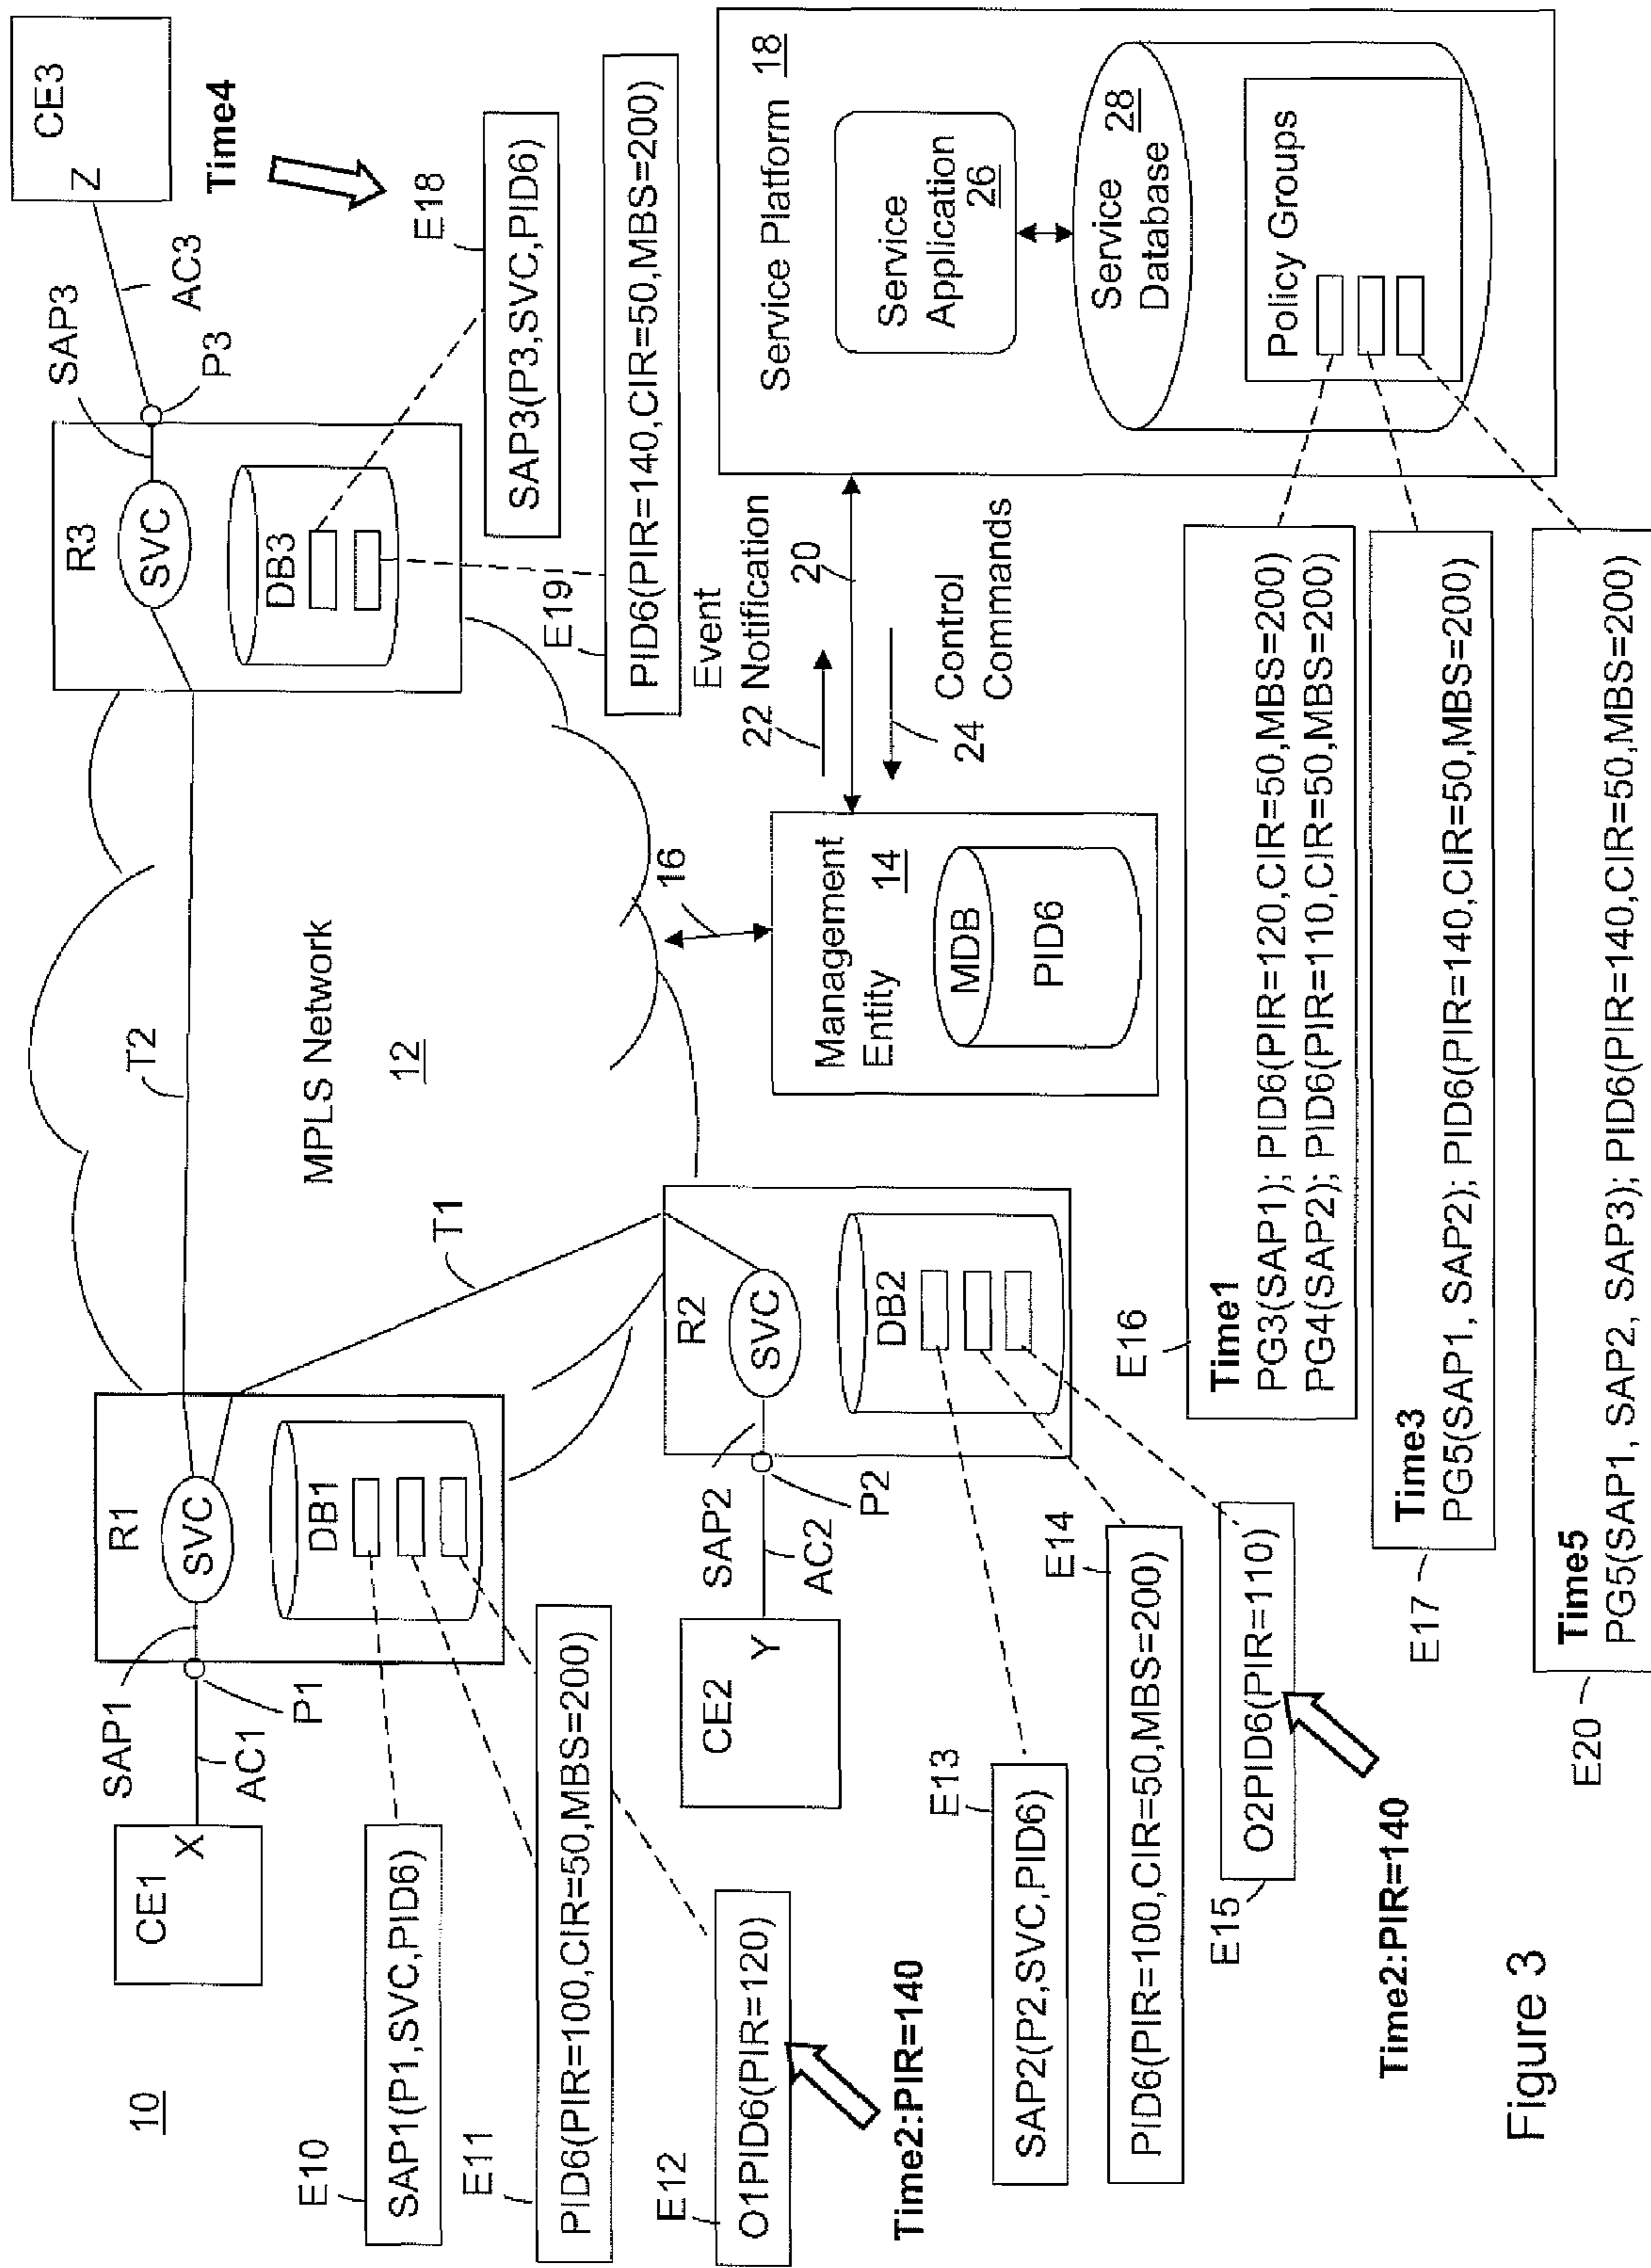 10
CE1
X
AC1
SAP1
P1
R1
SVC
DB1
E10
SAP1(P1,SVC,PID6)
E11
PID6(PIR=100,CIR=50,MBS=200)
E12
O1PID6(PIR=120)
Time2:PIR=140
T2
MPLS Network
12
T1
R3
SVC
DB3
SAP3
P3
AC3
CE3
Z
Time4
E18
SAP3(P3,SVC,PID6)
E19
PID6(PIR=140,CIR=50,MBS=200)
CE2
Y
AC2
SAP2
P2
R2
SVC
DB2
E13
SAP2(P2,SVC,PID6)
E14
PID6(PIR=100,CIR=50,MBS=200)
E15
O2PID6(PIR=110)
Time2:PIR=140
16
Management
Entity
14
MDB
PID6
Event
22 Notification
20
24
Control
Commands
Service Platform 18
Service
Application
26
Service
Database
28
Policy Groups
E16
Time1
PG3(SAP1); PID6(PIR=120,CIR=50,MBS=200)
PG4(SAP2); PID6(PIR=110,CIR=50,MBS=200)
E17
Time3
PG5(SAP1, SAP2); PID6(PIR=140,CIR=50,MBS=200)
E20
Time5
PG5(SAP1, SAP2, SAP3); PID6(PIR=140,CIR=50,MBS=200)
Figure 3